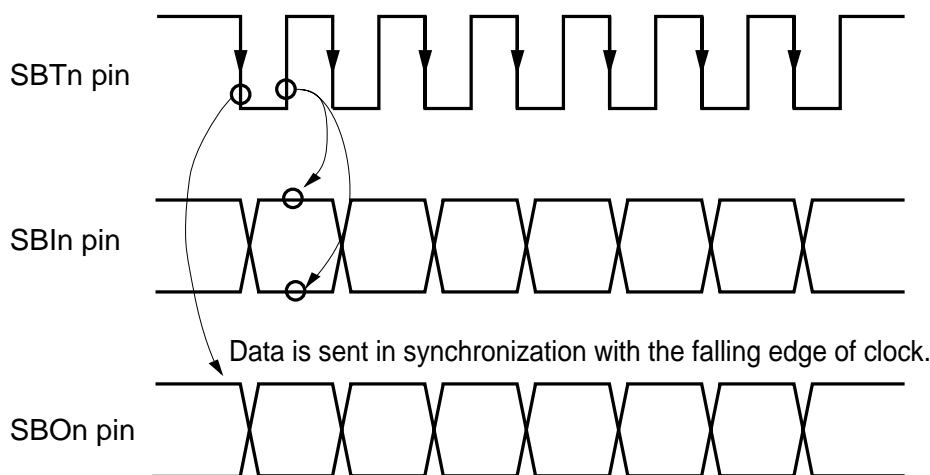 SBTn pin
SBIn pin
Data is sent in synchronization with the falling edge of clock.
SBOn pin